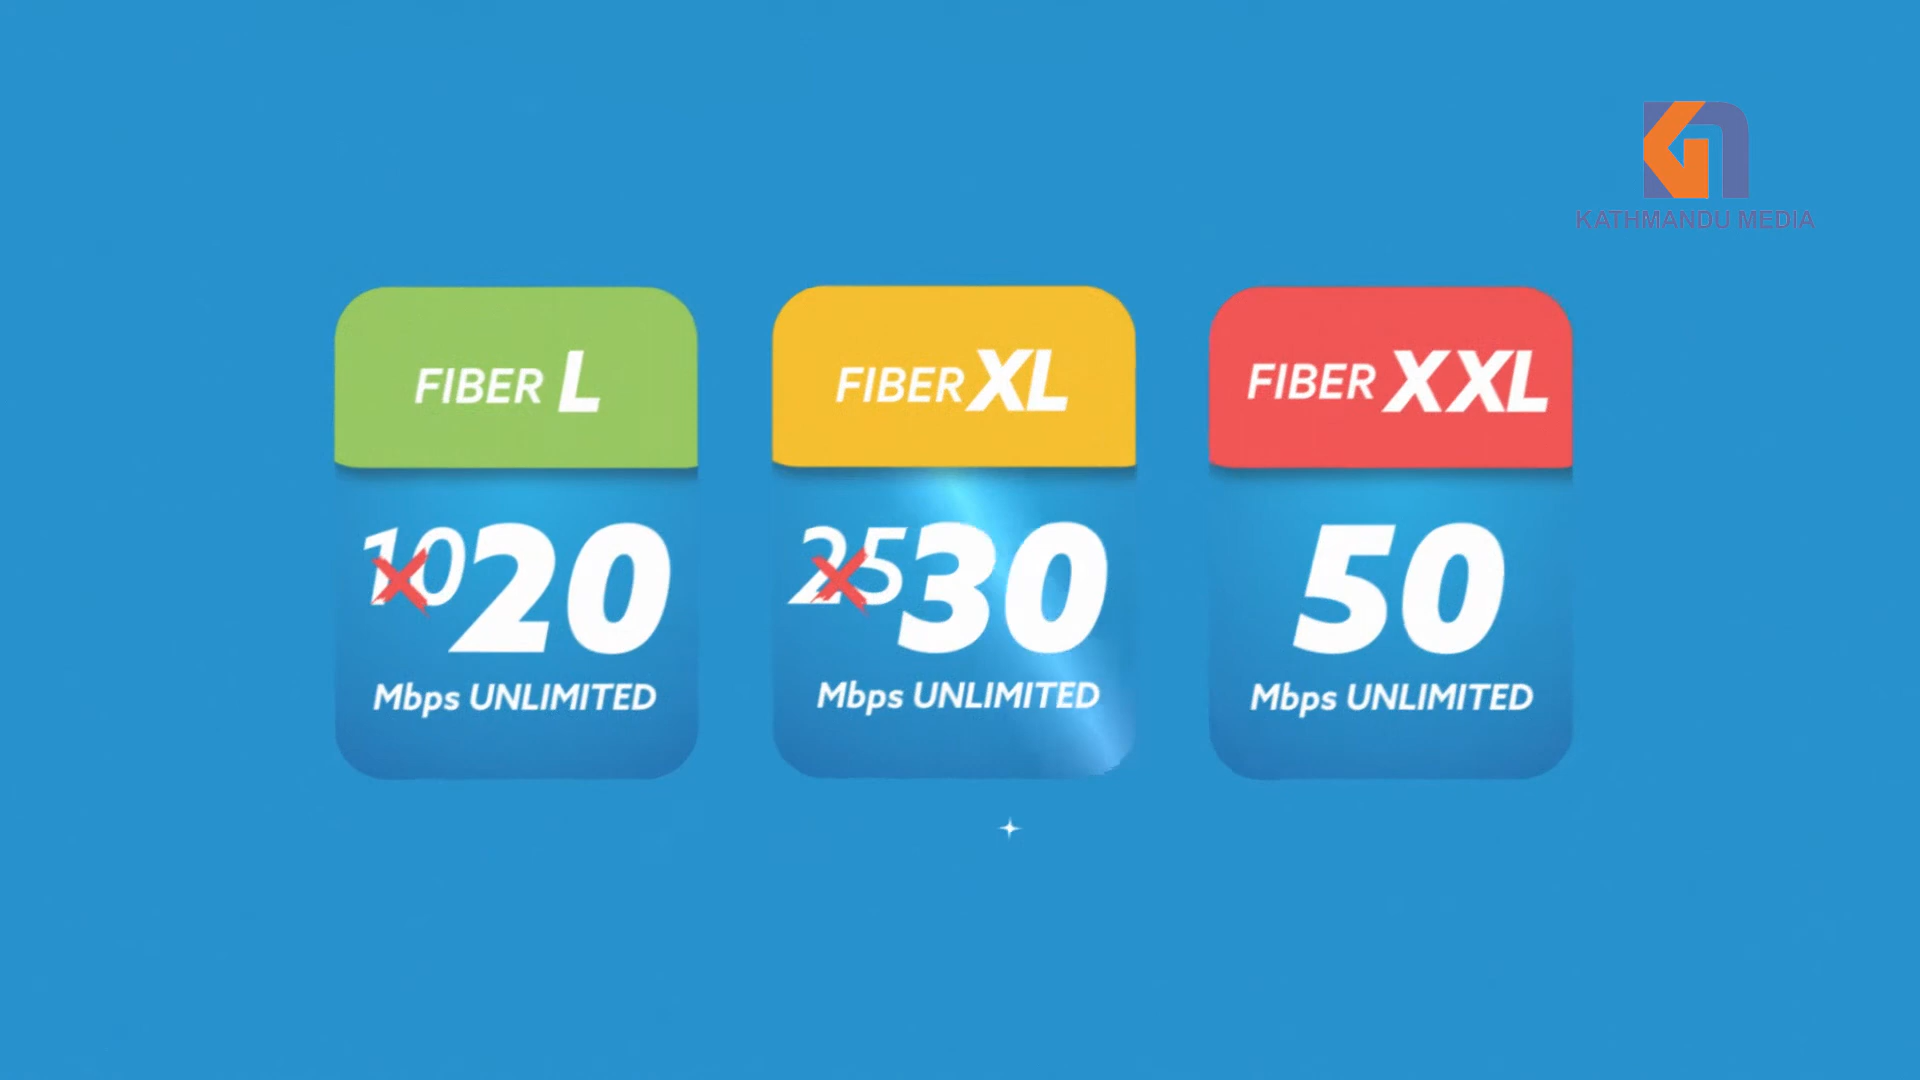 KATHMANDU MEDIA
FIBER L
10 20
Mbps UNLIMITED
FIBER XL
25 30
Mbps UNLIMITED
FIBER XXL
50
Mbps UNLIMITED